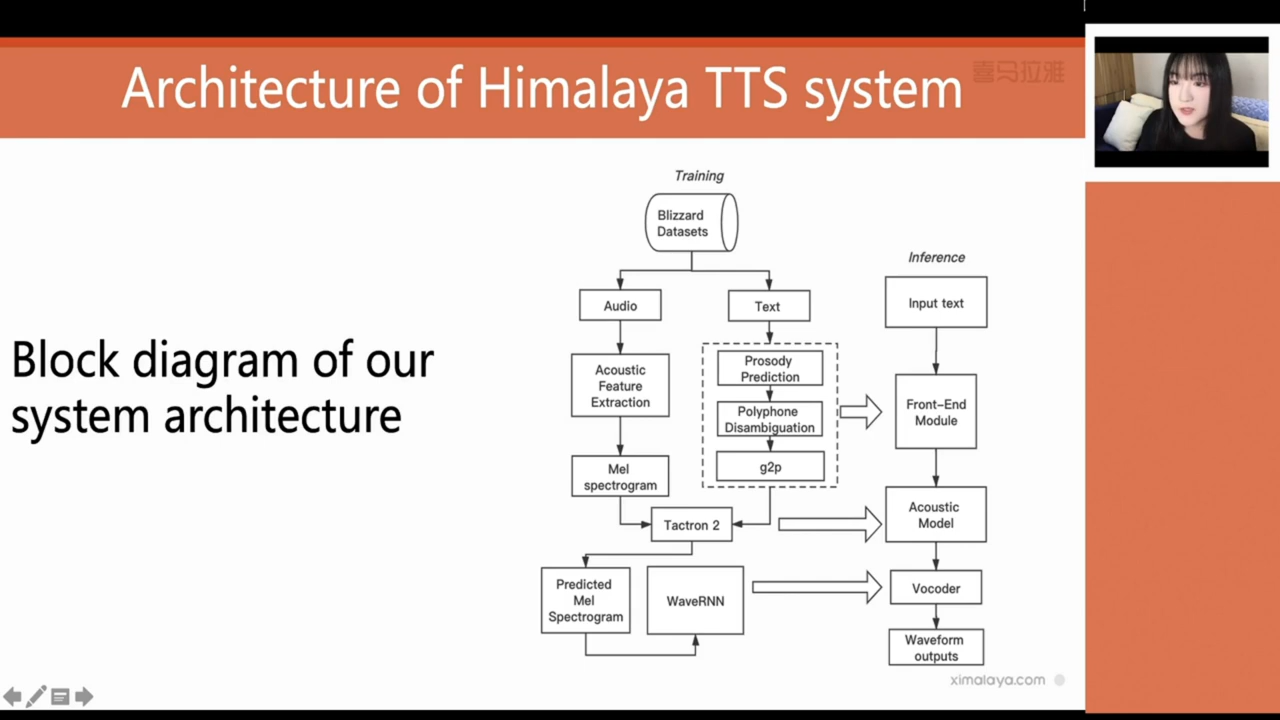 Architecture of Himalaya TTS system
喜马拉雅
Block diagram of our
system architecture
Training
Blizzard
Datasets
Audio
Text
Acoustic
Feature
Extraction
Prosody
Prediction
Polyphone
Disambiguation
g2p
Mel
spectrogram
Tactron 2
Predicted
Mel
Spectrogram
WaveRNN
Inference
Input text
Front-End
Module
Acoustic
Model
Vocoder
Waveform
outputs
ximalaya.com